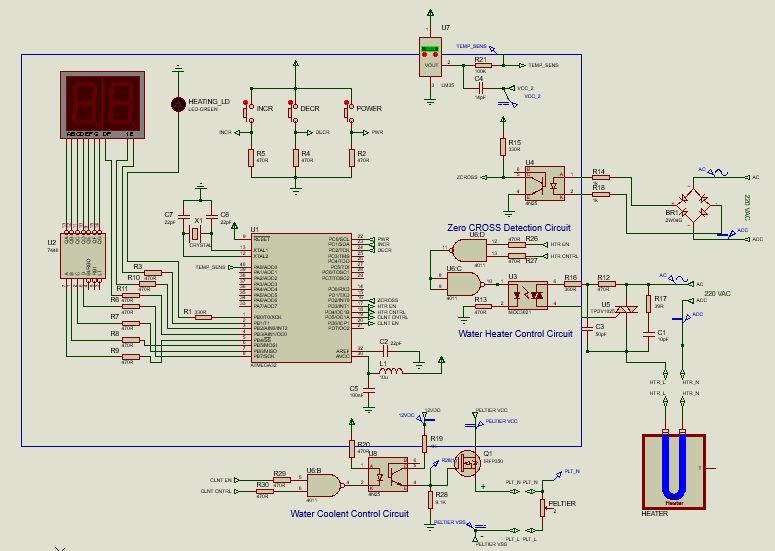 U7
TEMP_SENS
VOUT
LM35
R21
100K
TEMP_SENS
C4
VCC_2
VCC_2
ABCDEFG DP
HEATING_LD
LED-GREEN
INCR
DECR
POWER
INCR
DECR
PWR
R5
470R
R4
470R
R2
470R
R15
330R
U4
ZCROSS
4N25
R14
1k
R18
1k
AC
AC
BR1
2W04G
ACC
ACC
220 VAC
Zero CROSS Detection Circuit
C7
22pF
C6
22pF
X1
CRYSTAL
U2
7448
U1
RESET
XTAL1
XTAL2
TEMP_SENS
PA0/ADC0
PA1/ADC1
PA2/ADC2
PA3/ADC3
PA4/ADC4
PA5/ADC5
PA6/ADC6
PA7/ADC7
PB0/T0/XCK
PB1/T1
PB2/AIN0/INT2
PB3/AIN1/OC0
PB4/SS
PB5/MOSI
PB6/MISO
PB7/SCK
ATMEGA32
PC0/SCL
PC1/SDA
PC2/TCK
PC3/TMS
PC4/TDO
PC5/TDI
PC6/TOSC1
PC7/TOSC2
PD0/RXD
PD1/TXD
PD2/INT0
PD3/INT1
PD4/OC1B
PD5/OC1A
PD6/ICP1
PD7/OC2
AREF
AVCC
PWR
INCR
DECR
ZCROSS
HTR EN
HTR CNTRL
CLNT CNTRL
CLNT EN
R3
470R
R10
470R
R11
470R
R6
470R
R7
470R
R8
470R
R9
470R
R1
330R
C2
22pF
L1
10u
C5
100nF
U6:D
4011
R26
470R
HTR EN
R27
470R
HTR CNTRL
U6:C
4011
R13
470R
U3
MOC3021
R16
360R
R12
470R
U5
C3
50pF
R17
39R
C1
10pF
AC
AC
ACC
ACC
220 VAC
Water Heater Control Circuit
HTR_L
HTR_N
HTR_L
HTR_N
Heater
HEATER
R20
470R
12VCC
12VCC
R19
PELTIER VCC
PELTIER VCC
U8
4N25
Q1
IRFP350
CLNT EN
R29
470R
CLNT CNTRL
R30
470R
U6:B
4011
R28
9.1K
PLT_N
PLT_N
PLT_N
PELTIER
PELTIER VSS
PLT_L
PLT_L
PELTIER VSS
Water Coolent Control Circuit